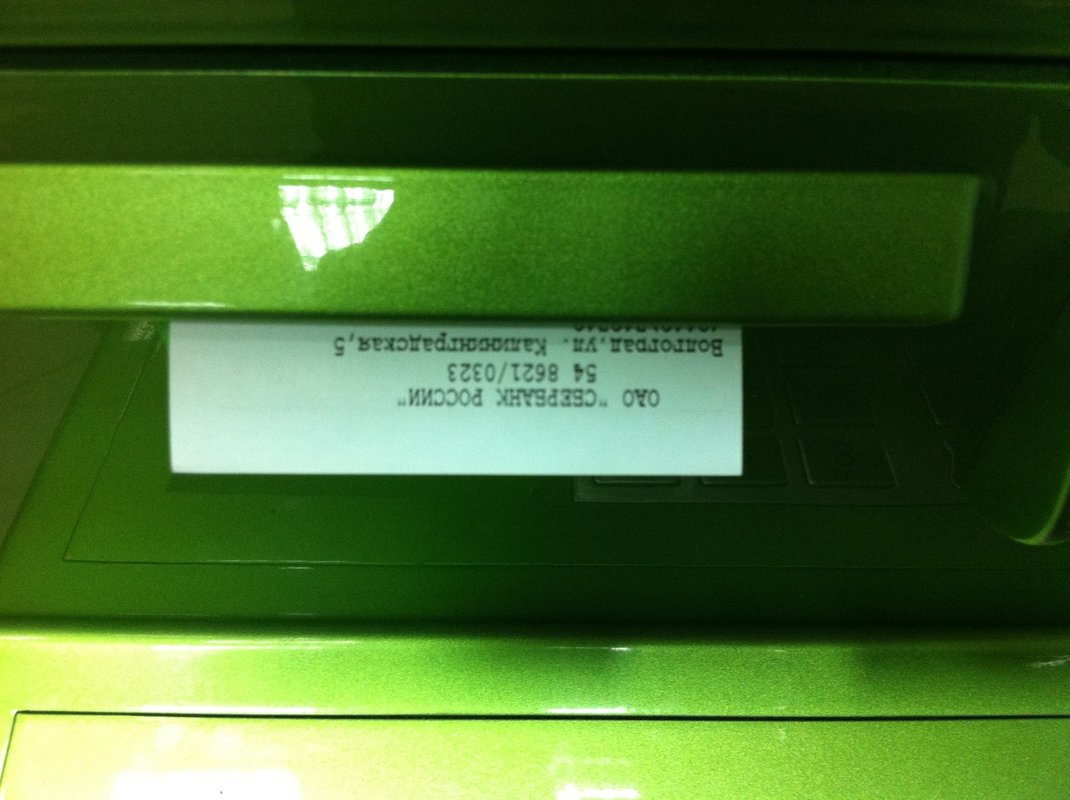 ОАО "СБЕРБАНК РОССИИ"
54 8621/0323
Волгоград,ул. Калининградская,5